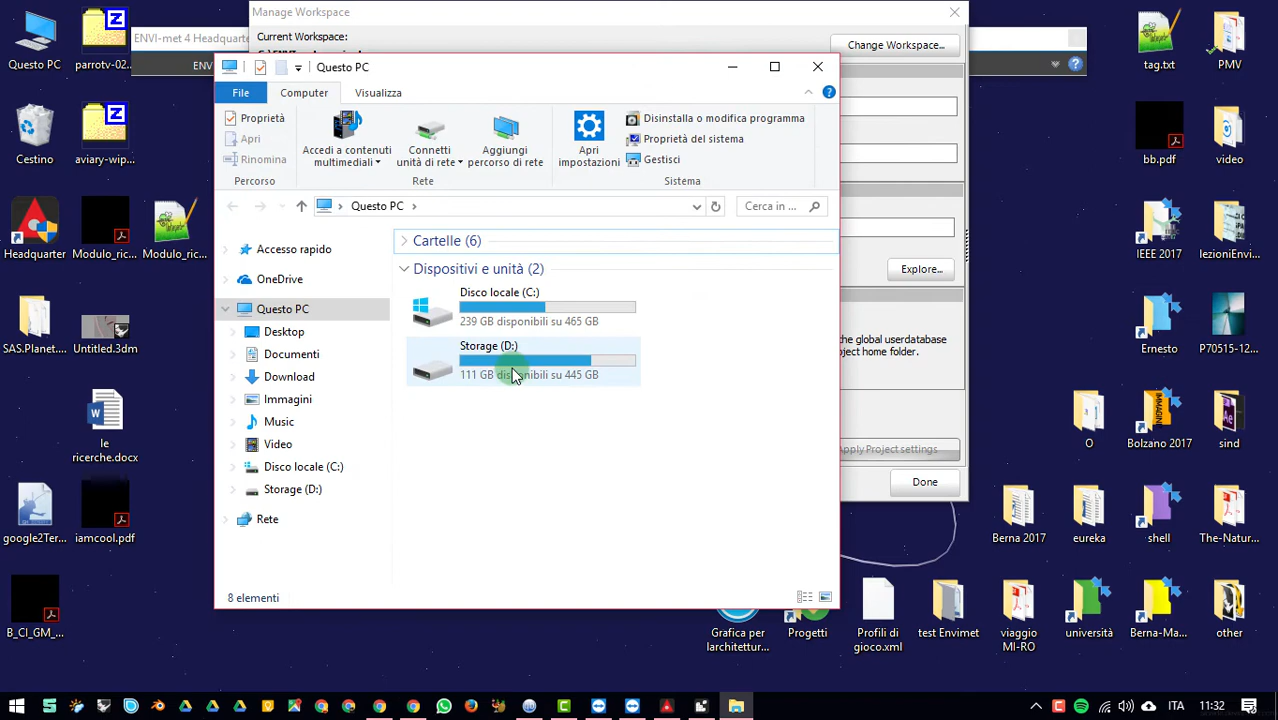 Manage Workspace
Current Workspace:
Change Workspace...
ENVI-met 4 Headquarte
ENV
Questo PC
File
Computer
Visualizza
Proprietà
Apri
Rinomina
Percorso
Accedi a contenuti
multimediali
Connetti
unità di rete
Aggiungi
percorso di rete
Rete
Apri
impostazioni
Disinstalla o modifica programma
Proprietà del sistema
Gestisci
Sistema
Questo PC
Cerca in ...
Accesso rapido
OneDrive
Questo PC
Desktop
Documenti
Download
Immagini
Music
Video
Disco locale (C:)
Storage (D:)
Rete
Cartelle (6)
Dispositivi e unità (2)
Disco locale (C:)
239 GB disponibili su 465 GB
Storage (D:)
111 GB disponibili su 445 GB
8 elementi
Explore...
the global userdatabase
oject home folder.
Apply Project settings
Done
Questo PC
parrotv-02...
Cestino
aviary-wip...
Headquarter
Modulo_ric...
Modulo_ric...
SAS.Planet...
Untitled.3dm
le
ricerche.docx
google2Ter...
iamcool.pdf
B_CI_GM_...
tag.txt
PMV
bb.pdf
video
IEEE 2017
lezioniEnvi...
Ernesto
P70515-12...
O
Bolzano 2017
IMMAGINI
sind
Berna 2017
eureka
shell
The-Natur...
Grafica per
larchitettur...
Progetti
Profili di
gioco.xml
test Envimet
viaggio
MI-RO
università
Berna-Ma...
other
ITA
11:32